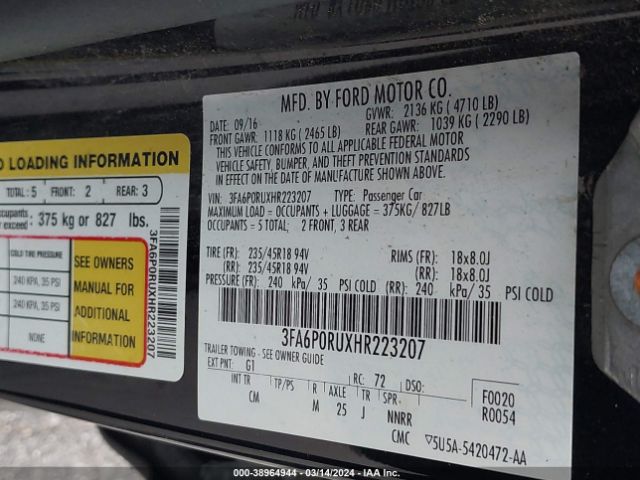 MFD. BY FORD MOTOR CO.
DATE: 09/16 GVWR: 2136 KG ( 4710 LB)
FRONT GAWR: 1118 KG ( 2465 LB) REAR GAWR: 1039 KG ( 2290 LB)
THIS VEHICLE CONFORMS TO ALL APPLICABLE FEDERAL MOTOR
VEHICLE SAFETY, BUMPER, AND THEFT PREVENTION STANDARDS
IN EFFECT ON THE DATE OF MANUFACTURE SHOWN ABOVE.
VIN: 3FA6P0RUXHR223207 TYPE: Passenger Car
MAXIMUM LOAD = OCCUPANTS + LUGGAGE = 375KG/ 827LB
OCCUPANTS = 5 TOTAL: 2 FRONT, 3 REAR
TIRE (FR): 235/45R18 94V RIMS (FR): 18x8.0J
(RR): 235/45R18 94V (RR): 18x8.0J
PRESSURE (FR): 240 kPa/ 35 PSI COLD (RR): 240 kPa/ 35 PSI COLD
3FA6P0RUXHR223207
TRAILER TOWING - SEE OWNER GUIDE
EXT PNT: G1 RC: 72 DSO:
INT TR TP/PS R AXLE TR SPR F0020
CM M 25 J NNRR R0054
CMC ▽5U5A-5420472-AA
LOADING INFORMATION
TOTAL: 5 FRONT: 2 REAR: 3
375 kg or 827 lbs.
COLD TIRE PRESSURE
240 KPA, 35 PSI
240 KPA, 35 PSI
NONE
SEE OWNERS
MANUAL FOR
ADDITIONAL
INFORMATION
3FA6P0RUXHR223207
000-38964944 - 03/14/2024 - IAA Inc.